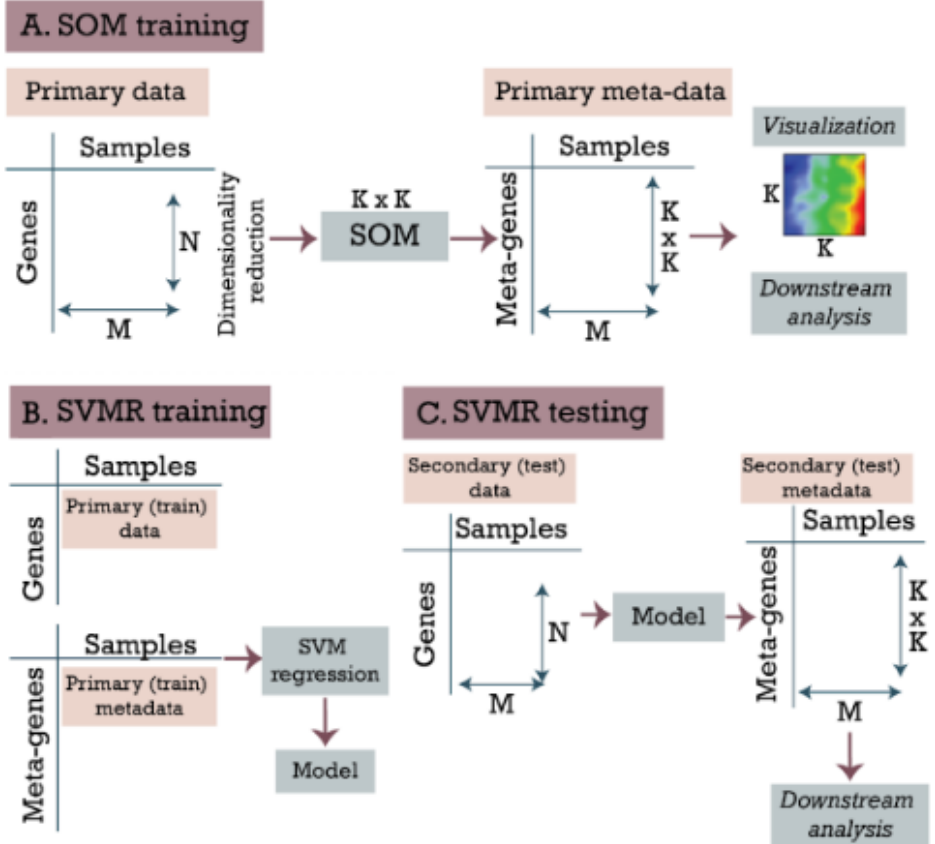 A. SOM training
Primary data
Samples
Genes
N
M
Dimensionality
reduction
K x K
SOM
Primary meta-data
Samples
Meta-genes
K
x
K
M
Visualization
K
K
Downstream
analysis
B. SVMR training
Samples
Primary (train)
data
Genes
Samples
Primary (train)
metadata
Meta-genes
SVM
regression
Model
C. SVMR testing
Secondary (test)
data
Samples
Genes
N
M
Model
Secondary (test)
metadata
Samples
Meta-genes
K
x
K
M
Downstream
analysis